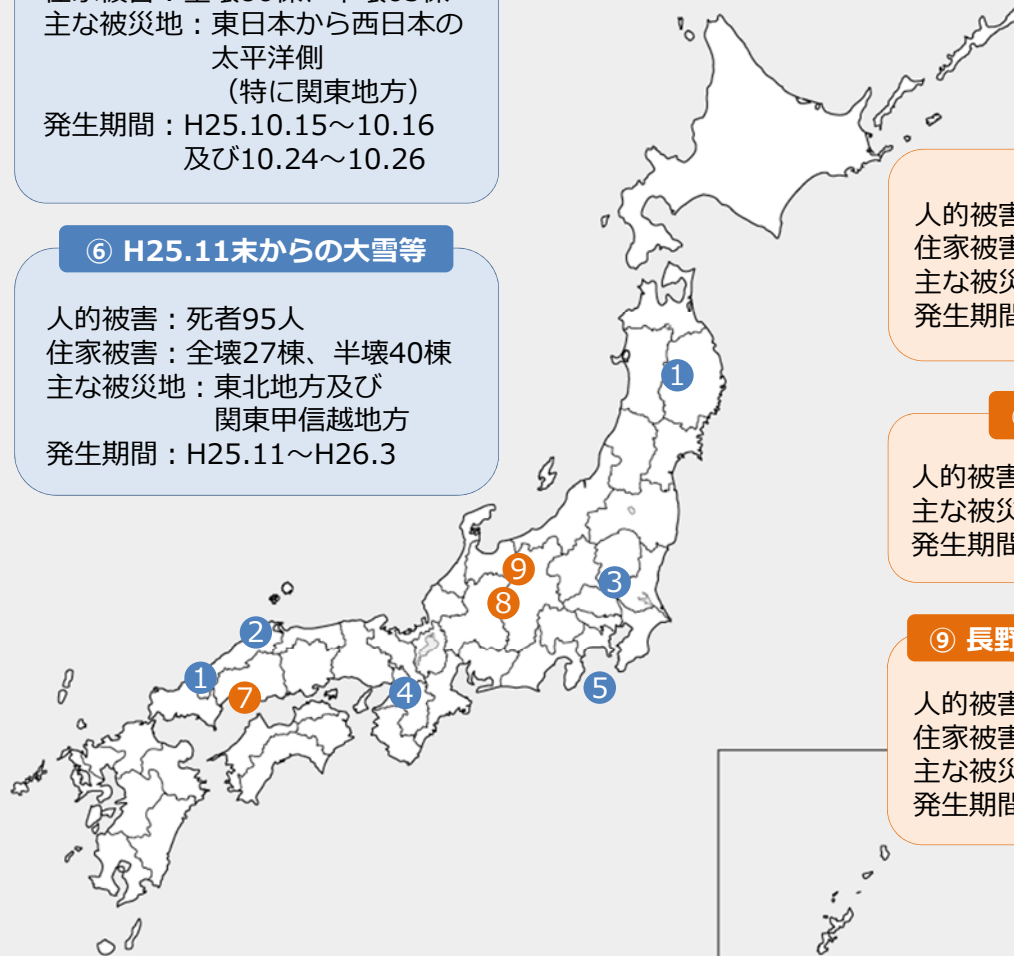 主な被災地：東日本から西日本の
太平洋側
（特に関東地方）
発生期間：H25.10.15～10.16
及び10.24～10.26
⑥ H25.11末からの大雪等
人的被害：死者95人
住家被害：全壊27棟、半壊40棟
主な被災地：東北地方及び
関東甲信越地方
発生期間：H25.11～H26.3
人的被害
住家被害
主な被災
発生期間
人的被害
主な被災
発生期間
⑨ 長野
人的被害
住家被害
主な被災
発生期間
1
9
8
3
2
1
7
4
5